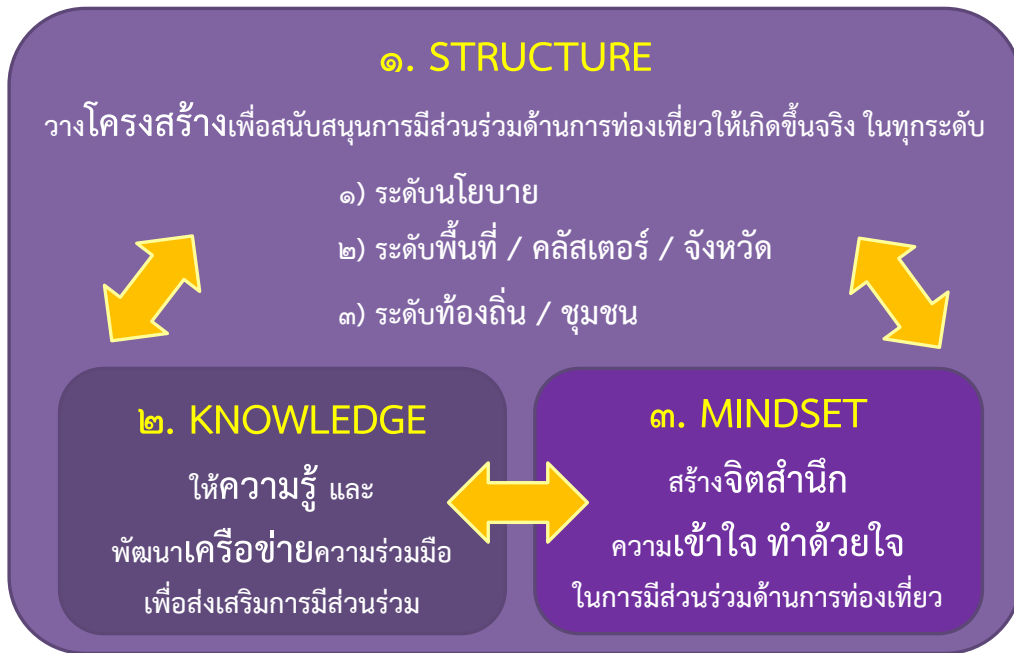 ๑. STRUCTURE
วางโครงสร้างเพื่อสนับสนุนการมีส่วนร่วมด้านการท่องเที่ยวให้เกิดขึ้นจริง ในทุกระดับ
๑) ระดับนโยบาย
๒) ระดับพื้นที่ / คลัสเตอร์ / จังหวัด
๓) ระดับท้องถิ่น / ชุมชน
๒. KNOWLEDGE
ให้ความรู้ และ
พัฒนาเครือข่ายความร่วมมือ
เพื่อส่งเสริมการมีส่วนร่วม
๓. MINDSET
สร้างจิตสำนึก
ความเข้าใจ ทำด้วยใจ
ในการมีส่วนร่วมด้านการท่องเที่ยว